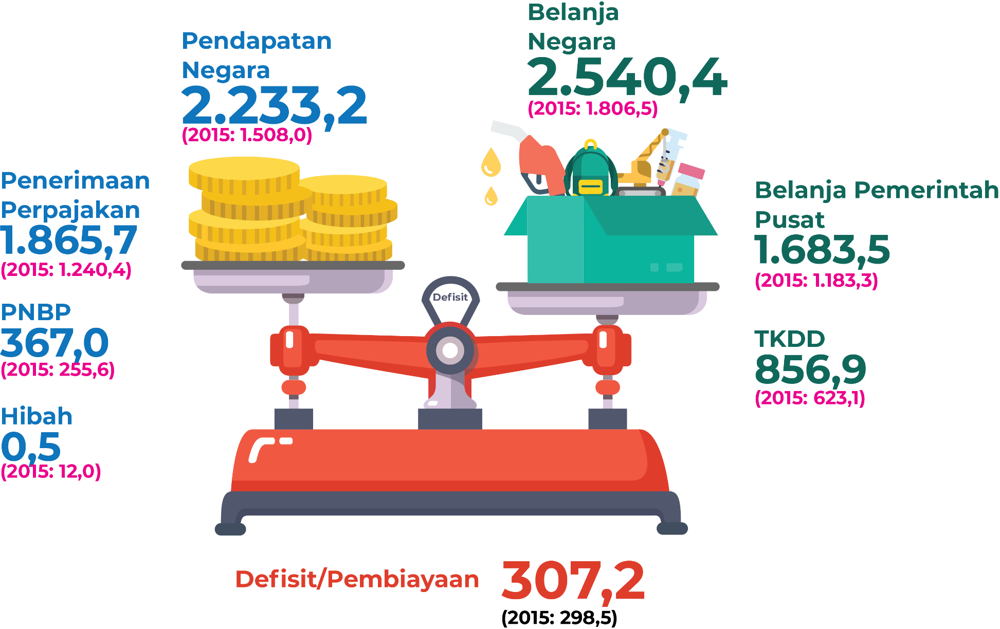 Pendapatan
Negara
2.233,2
(2015: 1.508,0)
Penerimaan
Perpajakan
1.865,7
(2015: 1.240,4)
PNBP
367,0
(2015: 255,6)
Hibah
0,5
(2015: 12,0)
Defisit
Belanja
Negara
2.540,4
(2015: 1.806,5)
Belanja Pemerintah
Pusat
1.683,5
(2015: 1.183,3)
TKDD
856,9
(2015: 623,1)
Defisit/Pembiayaan
307,2
(2015: 298,5)